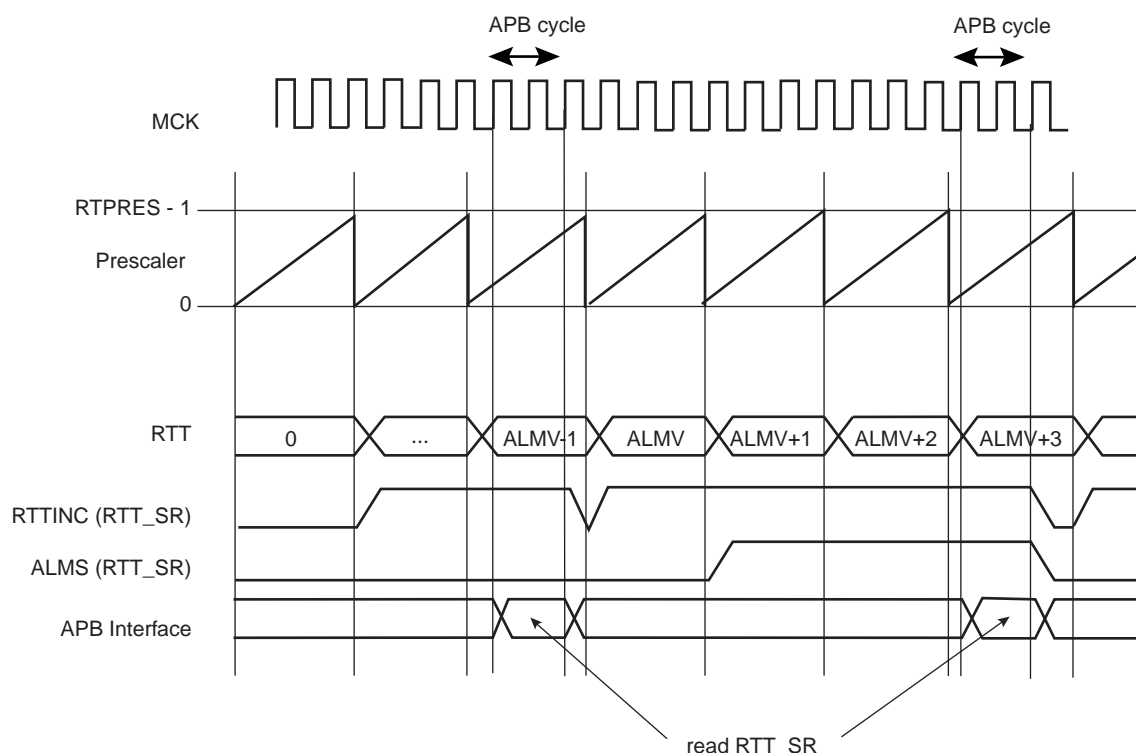 APB cycle APB cycle
MCK
RTPRES - 1
Prescaler
0
RTT 0 ... ALMV-1 ALMV ALMV+1 ALMV+2 ALMV+3
RTTINC (RTT_SR)
ALMS (RTT_SR)
APB Interface
read RTT_SR